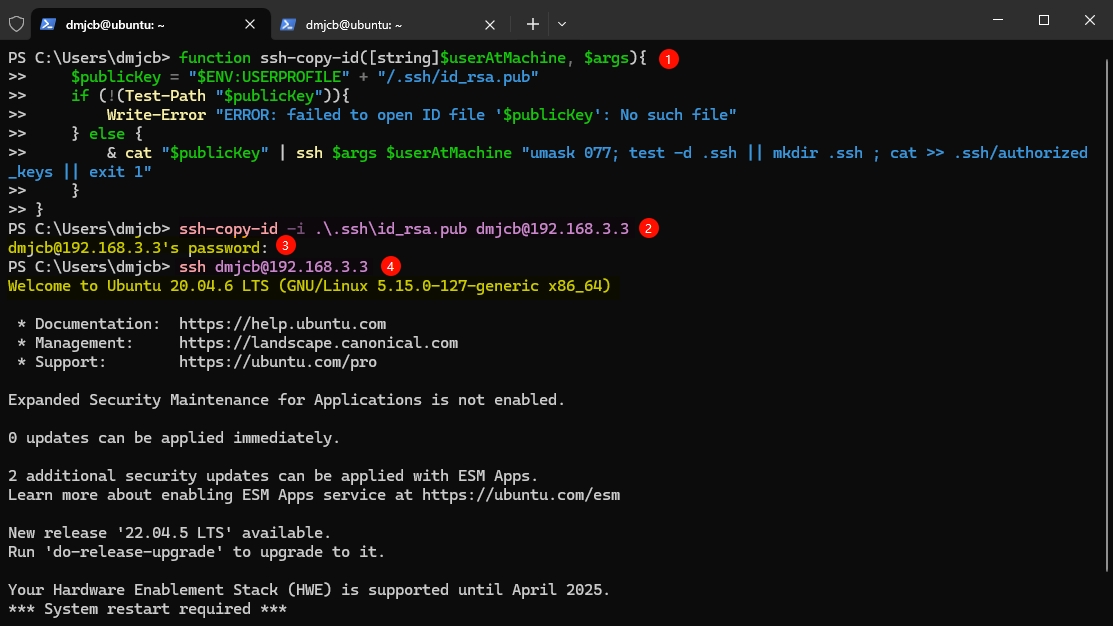 dmjcb@ubuntu: ~
dmjcb@ubuntu: ~
PS C:\Users\dmjcb> function ssh-copy-id([string]$userAtMachine, $args){ 1
>>     $publicKey = "$ENV:USERPROFILE" + "/.ssh/id_rsa.pub"
>>     if (!(Test-Path "$publicKey")){
>>         Write-Error "ERROR: failed to open ID file '$publicKey': No such file"
>>     } else {
>>         & cat "$publicKey" | ssh $args $userAtMachine "umask 077; test -d .ssh || mkdir .ssh ; cat >> .ssh/authorized
_keys || exit 1"
>>     }
>> }
PS C:\Users\dmjcb> ssh-copy-id -i .\.ssh\id_rsa.pub dmjcb@192.168.3.3 2
dmjcb@192.168.3.3's password: 3
PS C:\Users\dmjcb> ssh dmjcb@192.168.3.3 4
Welcome to Ubuntu 20.04.6 LTS (GNU/Linux 5.15.0-127-generic x86_64)
 * Documentation:  https://help.ubuntu.com
 * Management:     https://landscape.canonical.com
 * Support:        https://ubuntu.com/pro
Expanded Security Maintenance for Applications is not enabled.
0 updates can be applied immediately.
2 additional security updates can be applied with ESM Apps.
Learn more about enabling ESM Apps service at https://ubuntu.com/esm
New release '22.04.5 LTS' available.
Run 'do-release-upgrade' to upgrade to it.
Your Hardware Enablement Stack (HWE) is supported until April 2025.
*** System restart required ***